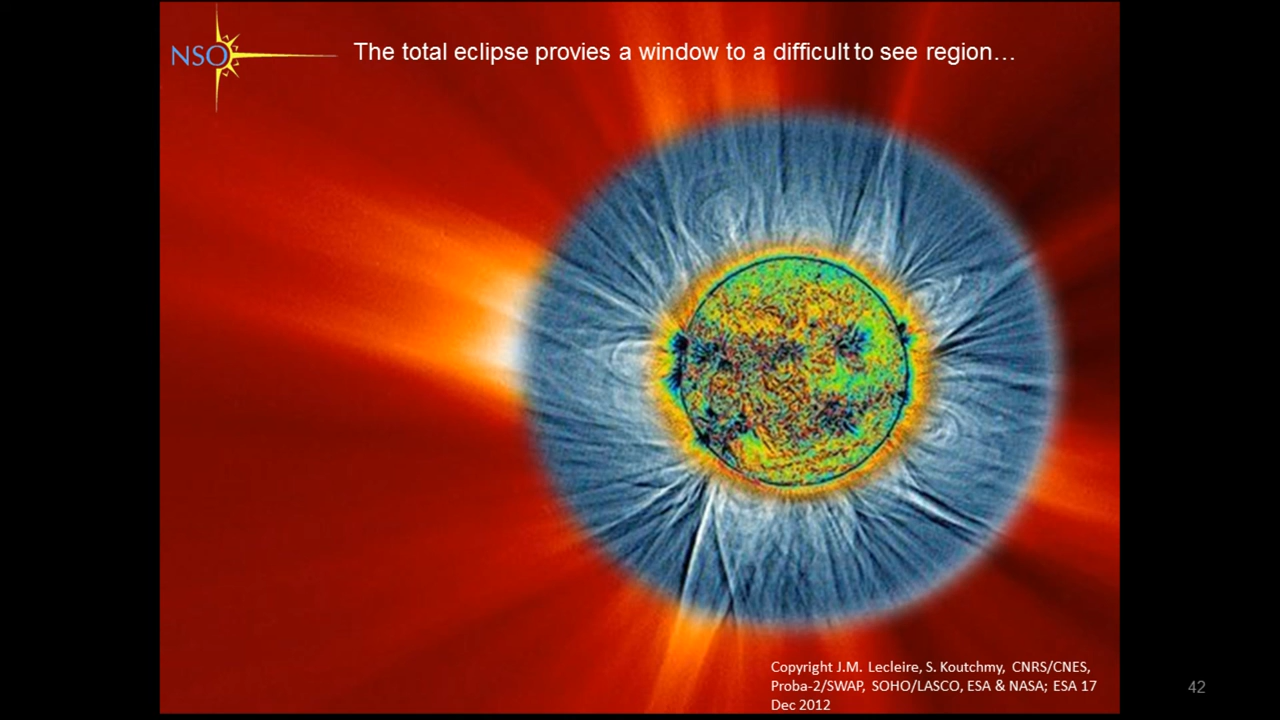 NSO
The total eclipse provies a window to a difficult to see region…
Copyright J.M. Lecleire, S. Koutchmy, CNRS/CNES,
Proba-2/SWAP, SOHO/LASCO, ESA & NASA; ESA 17
Dec 2012
42